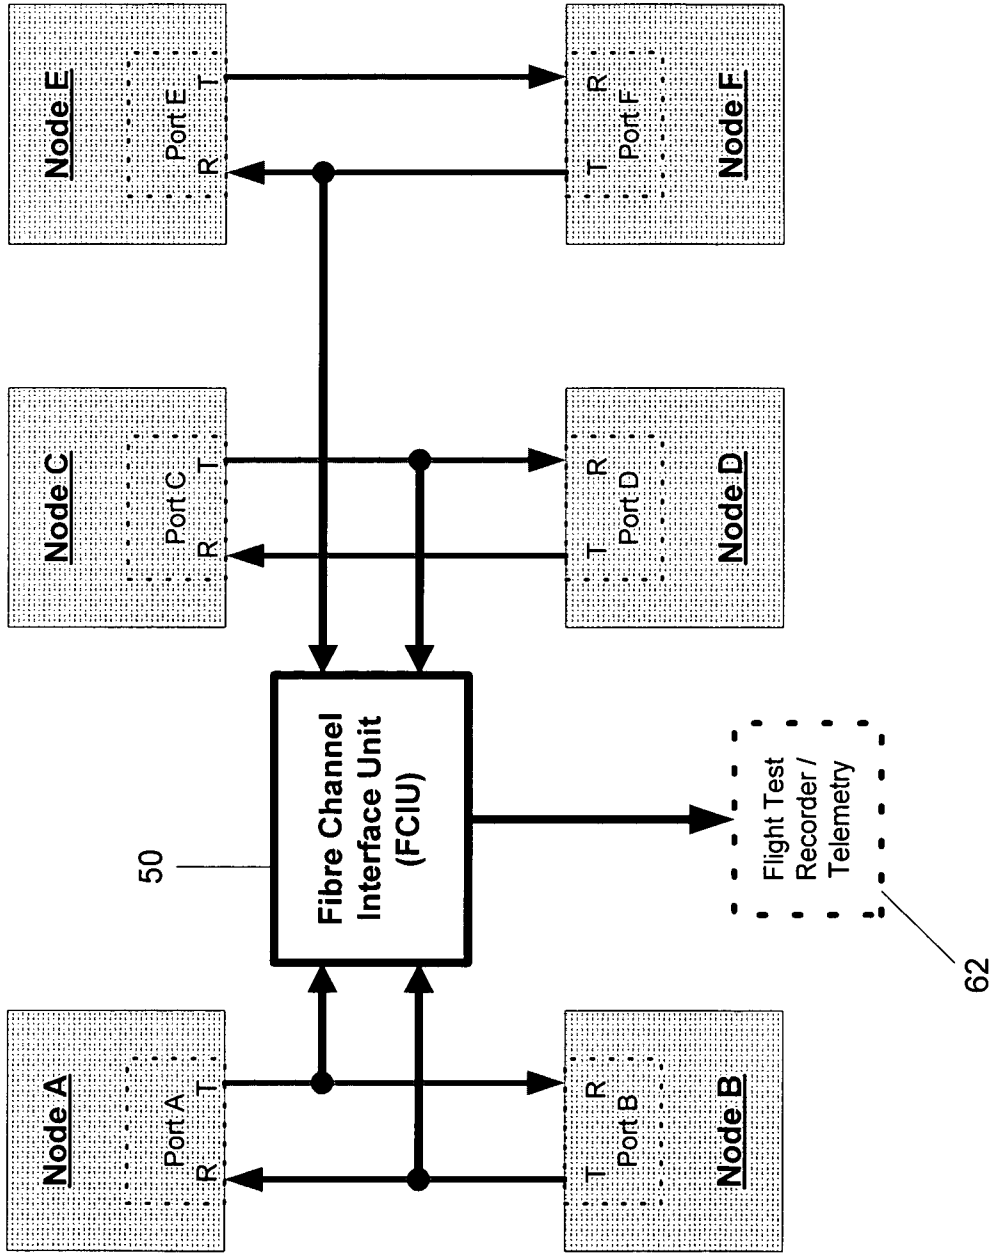 Node A
Port A
R T
Node C
Port C
R T
Node E
Port E
R T
50
Fibre Channel
Interface Unit
(FCIU)
T R
Port B
Node B
T R
Port D
Node D
T R
Port F
Node F
Flight Test
Recorder /
Telemetry
62